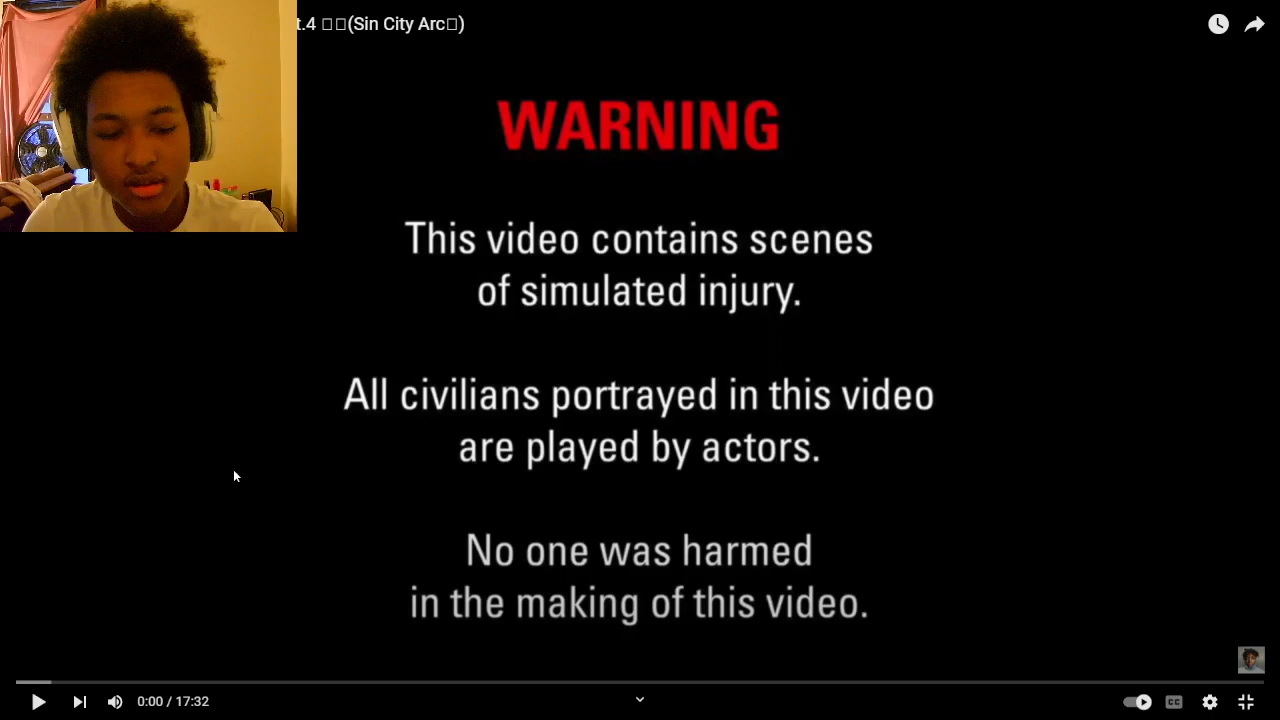 t.4 □□(Sin City Arc□)
WARNING
This video contains scenes
of simulated injury.
All civilians portrayed in this video
are played by actors.
No one was harmed
in the making of this video.
0:00 / 17:32
CC